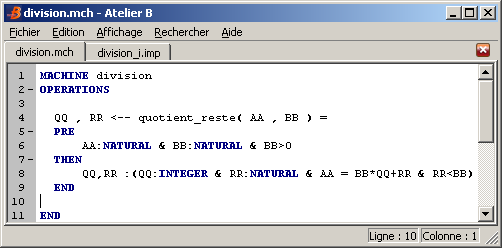 division.mch - Atelier B
Fichier Edition Affichage Rechercher Aide
division.mch division_i.imp
1 MACHINE division
2 OPERATIONS
3
4 QQ , RR <-- quotient_reste( AA , BB ) =
5 PRE
6 AA:NATURAL & BB:NATURAL & BB>0
7 THEN
8 QQ,RR :(QQ:INTEGER & RR:NATURAL & AA = BB*QQ+RR & RR<BB)
9 END
10
11 END
Ligne : 10 Colonne : 1